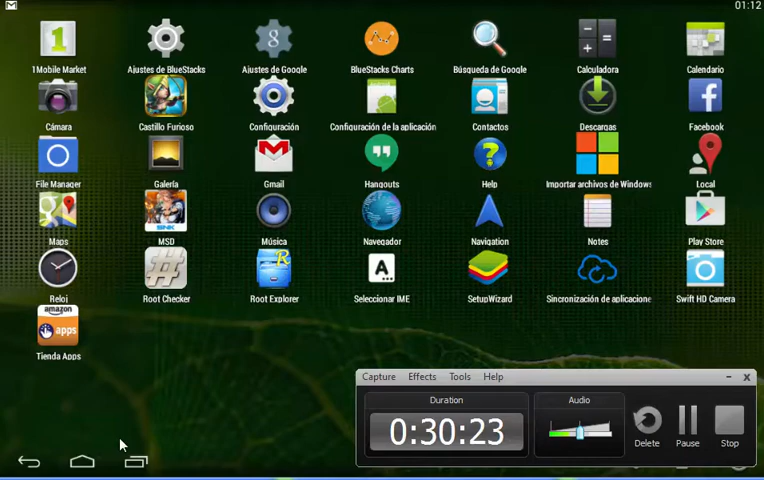 01:12
1Mobile Market Ajustes de BlueStacks Ajustes de Google BlueStacks Charts Búsqueda de Google Calculadora Calendario
Cámara Castillo Furioso Configuración Configuración de la aplicación Contactos Descargas Facebook
File Manager Galería Gmail Hangouts Help Importar archivos de Windows Local
SNK
Maps MSD Música Navegador Navigation Notes Play Store
Reloj Root Checker Root Explorer Seleccionar IME SetupWizard Sincronización de aplicacione Swift HD Camera
amazon
apps
Tienda Apps
Capture Effects Tools Help
Duration
0:30:23
Audio
Delete Pause Stop